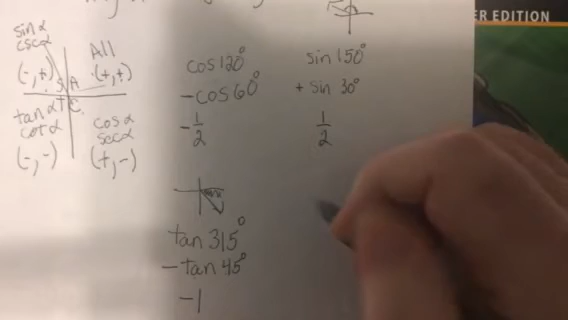 ER EDITION
sin α
csc α
(-,+)
All
(+,+)
S A
T C
tan α
cot α
(-,-)
cos α
sec α
(+,-)
cos 120°
-cos 60°
-1/2
sin 150°
+ sin 30°
1/2
tan 315°
-tan 45°
-1